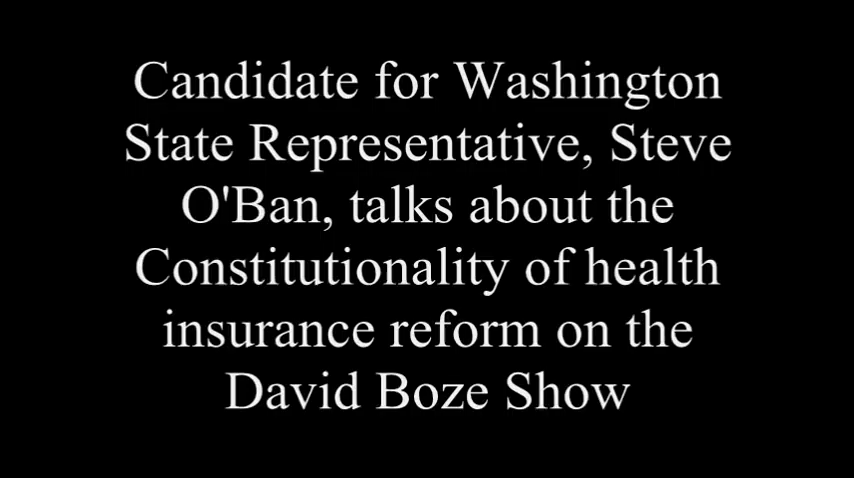 Candidate for Washington
State Representative, Steve
O'Ban, talks about the
Constitutionality of health
insurance reform on the
David Boze Show